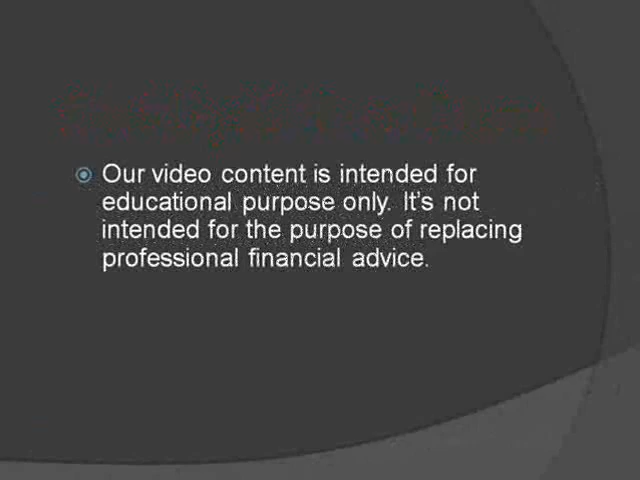 Our video content is intended for
educational purpose only. It's not
intended for the purpose of replacing
professional financial advice.